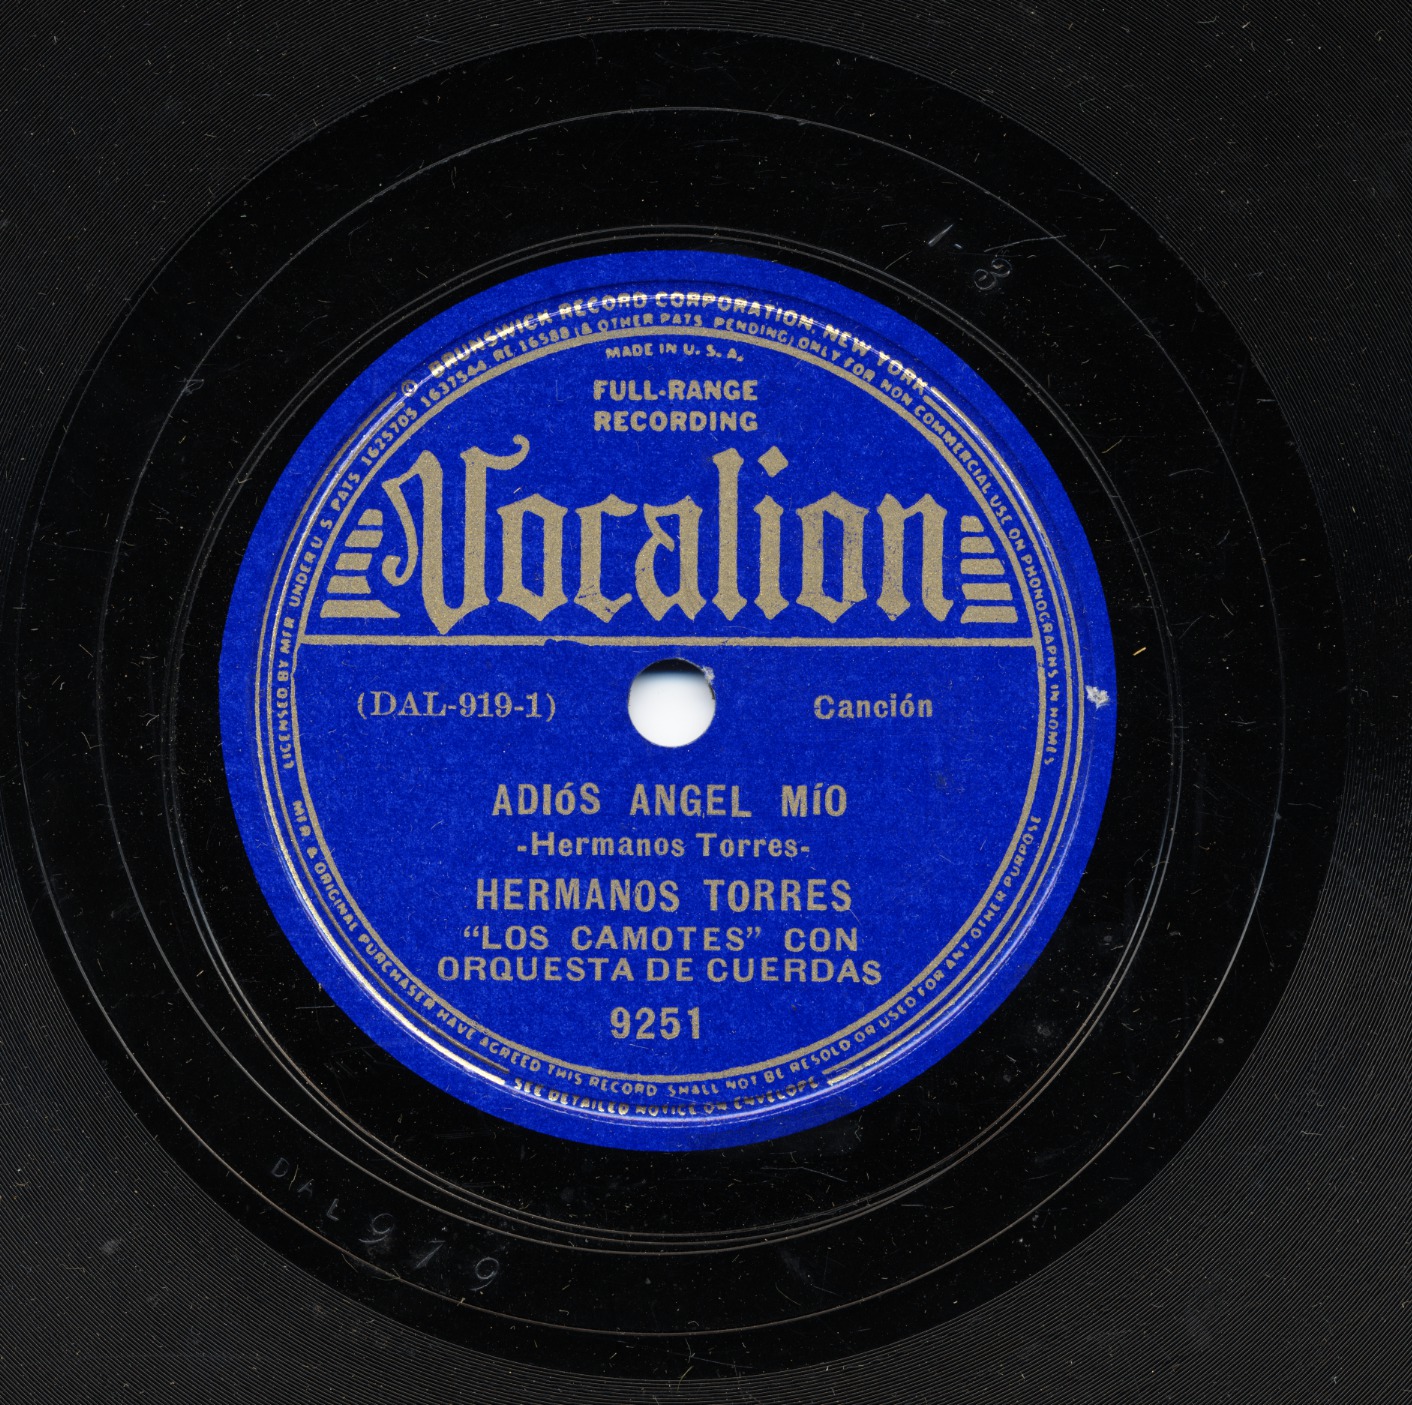 © BRUNSWICK RECORD CORPORATION, NEW YORK
LICENSED BY MFR UNDER U S PATS 1625705 1637544 RE 16588 (& OTHER PATS PENDING) ONLY FOR NON COMMERCIAL USE ON PHONOGRAPHS IN HOMES
MADE IN U. S. A.
FULL-RANGE
RECORDING
Vocalion
(DAL-919-1)
Canción
ADIóS ANGEL MíO
-Hermanos Torres-
HERMANOS TORRES
“LOS CAMOTES” CON
ORQUESTA DE CUERDAS
9251
MFR & ORIGINAL PURCHASER HAVE AGREED THIS RECORD SHALL NOT BE RESOLD OR USED FOR ANY OTHER PURPOSE
SEE DETAILED NOTICE ON ENVELOPE
DAL 919